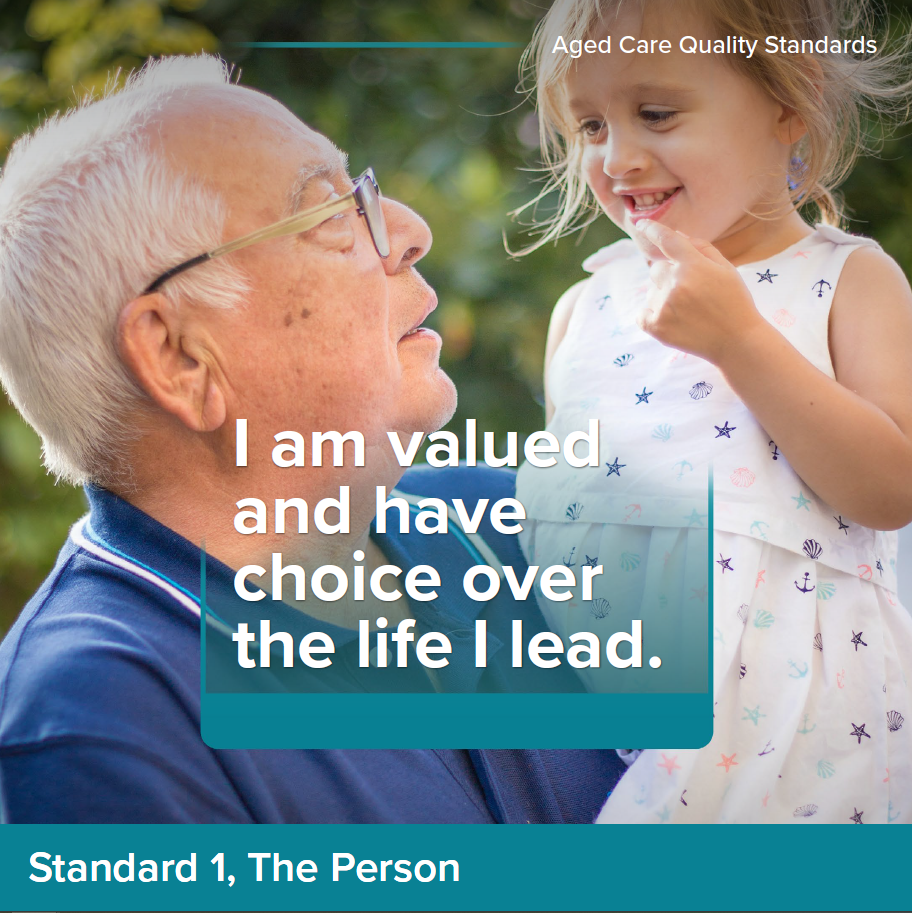 Aged Care Quality Standards
I am valued
and have
choice over
the life I lead.
Standard 1, The Person